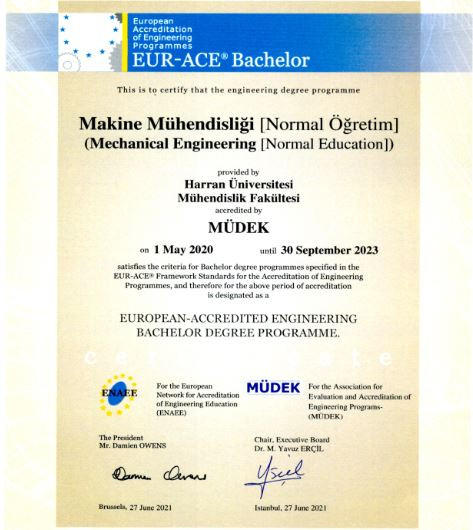 European
Accreditation
of Engineering
Programmes
EUR-ACE® Bachelor
This is to certify that the engineering degree programme
Makine Mühendisliği [Normal Öğretim]
(Mechanical Engineering [Normal Education])
provided by
Harran Üniversitesi
Mühendislik Fakültesi
accredited by
MÜDEK
on 1 May 2020 until 30 September 2023
satisfies the criteria for Bachelor degree programmes specified in the
EUR-ACE® Framework Standards for the Accreditation of Engineering
Programmes, and therefore for the above period of accreditation
is designated as a
EUROPEAN-ACCREDITED ENGINEERING
BACHELOR DEGREE PROGRAMME.
certificate
ENAEE
For the European
Network for Accreditation
of Engineering Education
(ENAEE)
MÜDEK
For the Association for
Evaluation and Accreditation of
Engineering Programs-
(MÜDEK)
The President
Mr. Damien OWENS
Chair, Executive Board
Dr. M. Yavuz ERÇİL
Damien Owens
Brussels, 27 June 2021
Istanbul, 27 June 2021